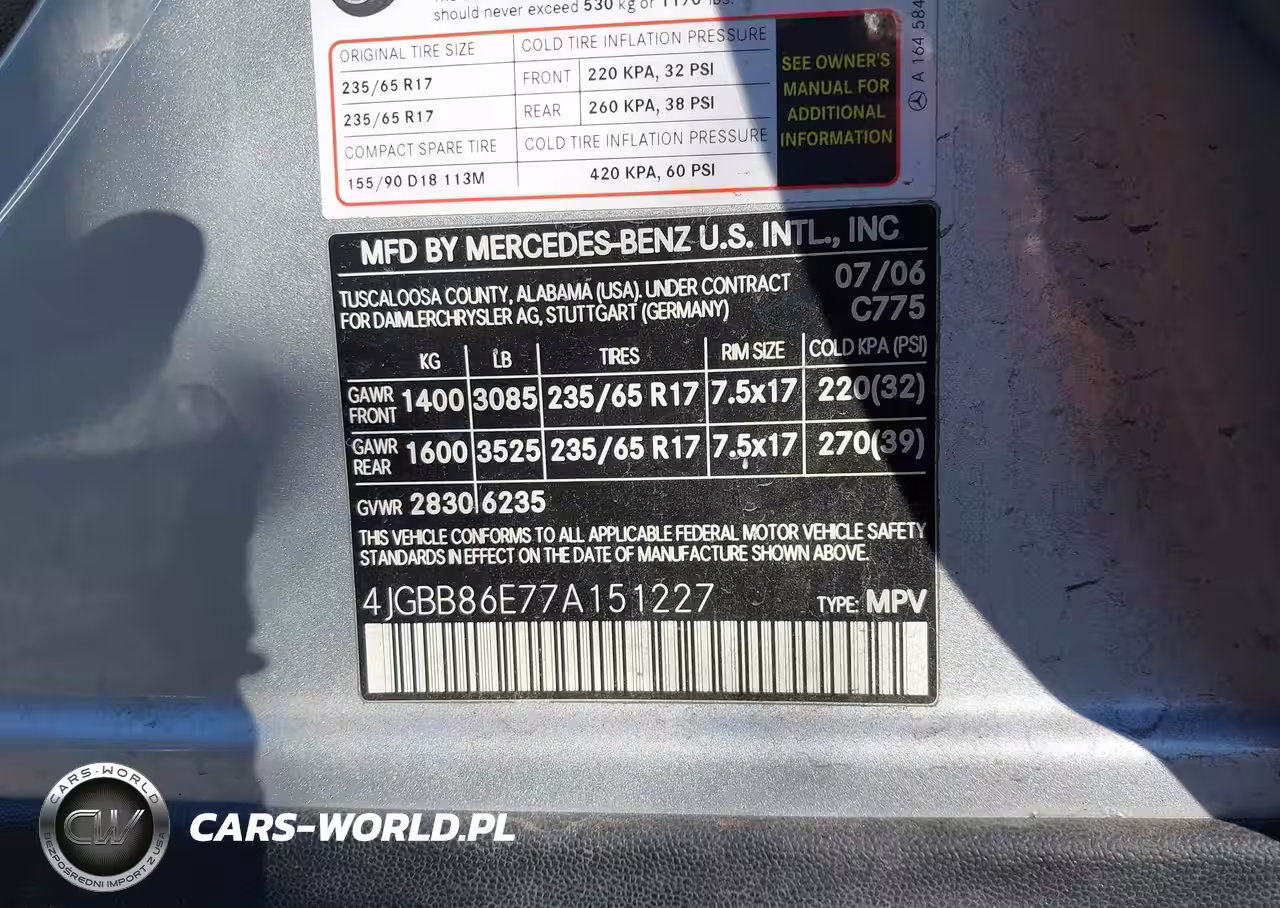 should never exceed 530 kg or 1190 lbs.
ORIGINAL TIRE SIZE COLD TIRE INFLATION PRESSURE
235/65 R17 FRONT 220 KPA, 32 PSI
235/65 R17 REAR 260 KPA, 38 PSI
COMPACT SPARE TIRE COLD TIRE INFLATION PRESSURE
155/90 D18 113M 420 KPA, 60 PSI
SEE OWNER'S
MANUAL FOR
ADDITIONAL
INFORMATION
A 164 584
MFD BY MERCEDES-BENZ U.S. INTL., INC
TUSCALOOSA COUNTY, ALABAMA (USA). UNDER CONTRACT 07/06
FOR DAIMLERCHRYSLER AG, STUTTGART (GERMANY) C775
KG LB TIRES RIM SIZE COLD KPA (PSI)
GAWR FRONT 1400 3085 235/65 R17 7.5x17 220(32)
GAWR REAR 1600 3525 235/65 R17 7.5x17 270(39)
GVWR 2830 6235
THIS VEHICLE CONFORMS TO ALL APPLICABLE FEDERAL MOTOR VEHICLE SAFETY
STANDARDS IN EFFECT ON THE DATE OF MANUFACTURE SHOWN ABOVE.
4JGBB86E77A151227 TYPE: MPV
CARS-WORLD
CW
BEZPOŚREDNI IMPORT Z USA
CARS-WORLD.PL